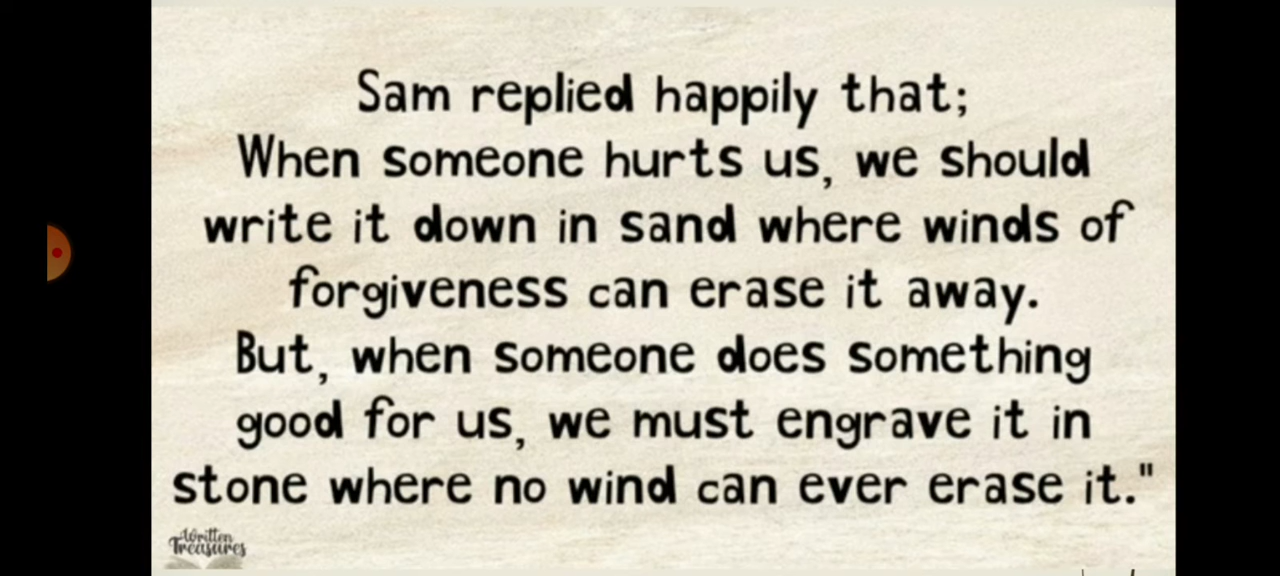 Sam replied happily that;
When someone hurts us, we should
write it down in sand where winds of
forgiveness can erase it away.
But, when someone does something
good for us, we must engrave it in
stone where no wind can ever erase it."
Written
Treasures